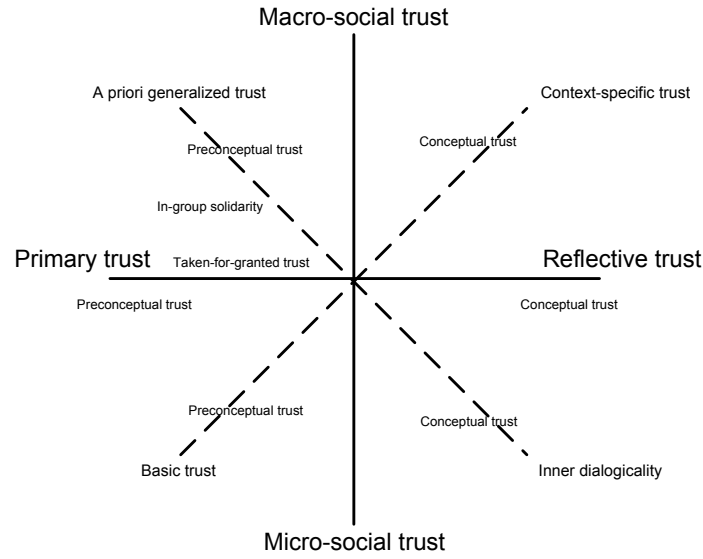 Macro-social trust
A priori generalized trust
Context-specific trust
Preconceptual trust
Conceptual trust
In-group solidarity
Primary trust
Taken-for-granted trust
Reflective trust
Preconceptual trust
Conceptual trust
Preconceptual trust
Conceptual trust
Basic trust
Inner dialogicality
Micro-social trust